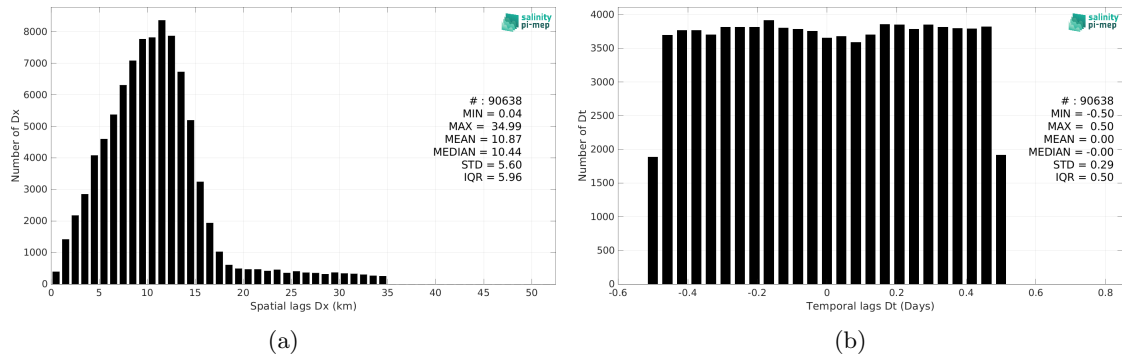 salinity
pi-mep
8000
7000
6000
5000
4000
3000
2000
1000
0
Number of Dx
# : 90638
MIN = 0.04
MAX = 34.99
MEAN = 10.87
MEDIAN = 10.44
STD = 5.60
IQR = 5.96
0 5 10 15 20 25 30 35 40 45 50
Spatial lags Dx (km)
(a)
salinity
pi-mep
4000
3500
3000
2500
2000
1500
1000
500
0
Number of Dt
# : 90638
MIN = -0.50
MAX = 0.50
MEAN = 0.00
MEDIAN = -0.00
STD = 0.29
IQR = 0.50
-0.6 -0.4 -0.2 0 0.2 0.4 0.6 0.8
Temporal lags Dt (Days)
(b)